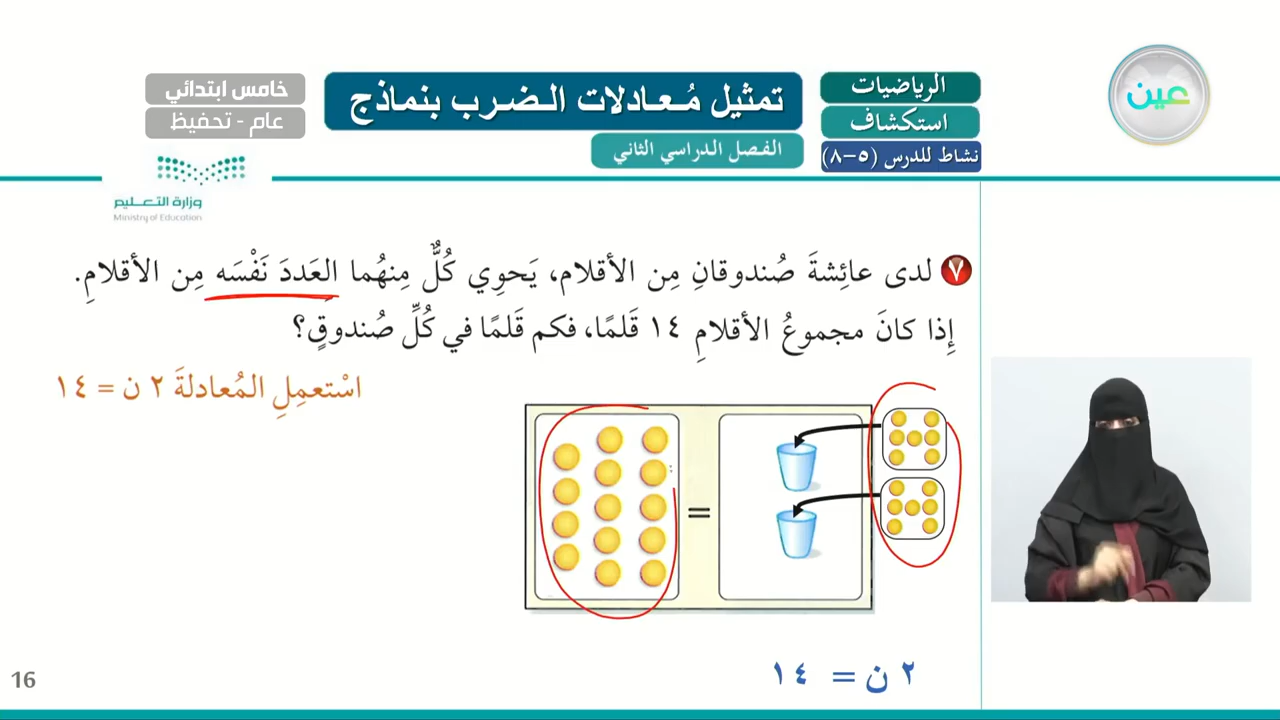 عين
الرياضيات
استكشاف
نشاط للدرس (٥-٨)
تمثيل مُعادلات الضرب بنماذج
الفصل الدراسي الثاني
خامس ابتدائي
عام - تحفيظ
وزارة التعليم
Ministry of Education
٧ لدى عائِشةَ صُندوقانِ مِن الأقلام، يَحوِي كُلٌّ مِنهُما العَددَ نَفْسَه مِن الأقلامِ.
إِذا كانَ مجموعُ الأقلامِ ١٤ قَلمًا، فكم قَلمًا في كُلِّ صُندوقٍ؟
اسْتعمِلِ المُعادلةَ ٢ ن = ١٤
=
٢ ن = ١٤
16